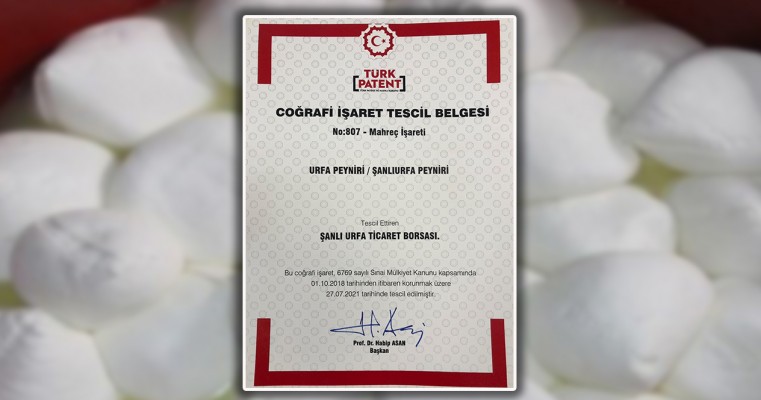 TÜRK
PATENT
COĞRAFİ İŞARET TESCİL BELGESİ
No:807 - Mahreç İşareti
URFA PEYNİRİ / ŞANLIURFA PEYNİRİ
Tescil Ettiren
ŞANLI URFA TİCARET BORSASI.
Bu coğrafi işaret, 6769 sayılı Sınai Mülkiyet Kanunu kapsamında
01.10.2018 tarihinden itibaren korunmak üzere
27.07.2021 tarihinde tescil edilmiştir.
Prof. Dr. Habip ASAN
Başkan